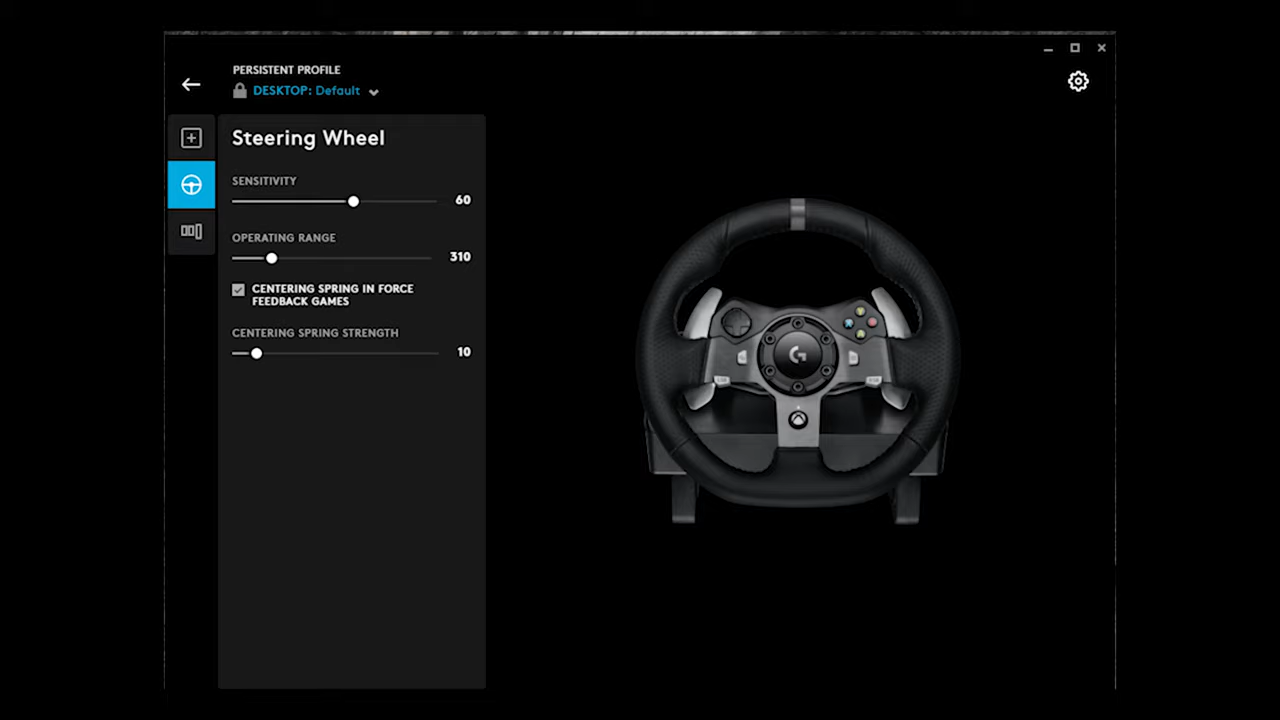 PERSISTENT PROFILE
DESKTOP: Default
Steering Wheel
SENSITIVITY
60
OPERATING RANGE
310
CENTERING SPRING IN FORCE
FEEDBACK GAMES
CENTERING SPRING STRENGTH
10